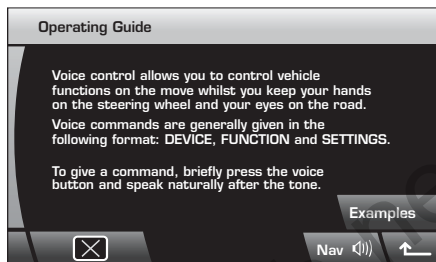 Operating Guide
Voice control allows you to control vehicle
functions on the move whilst you keep your hands
on the steering wheel and your eyes on the road.
Voice commands are generally given in the
following format: DEVICE, FUNCTION and SETTINGS.
To give a command, briefly press the voice
button and speak naturally after the tone.
Examples
Nav